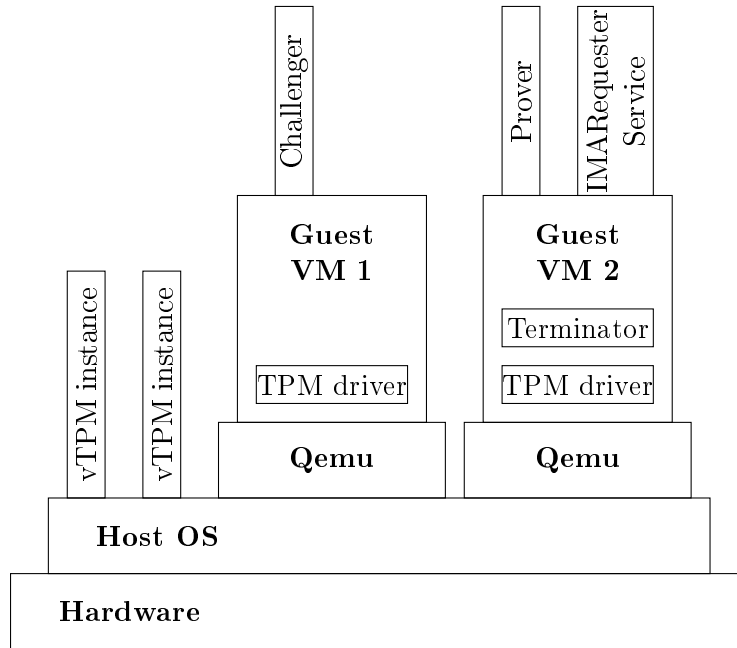 Challenger
Prover
IMARequester
Service
Guest
VM 1
Guest
VM 2
Terminator
TPM driver
TPM driver
vTPM instance
vTPM instance
Qemu
Qemu
Host OS
Hardware